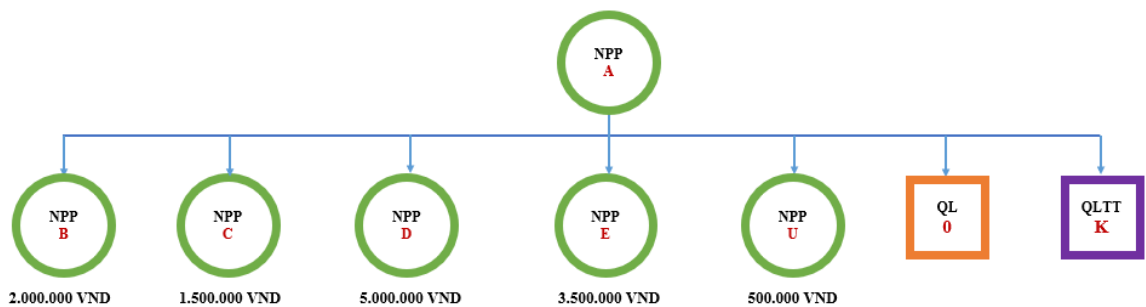 NPP
A
NPP
B
NPP
C
NPP
D
NPP
E
NPP
U
QL
0
QLTT
K
2.000.000 VND
1.500.000 VND
5.000.000 VND
3.500.000 VND
500.000 VND